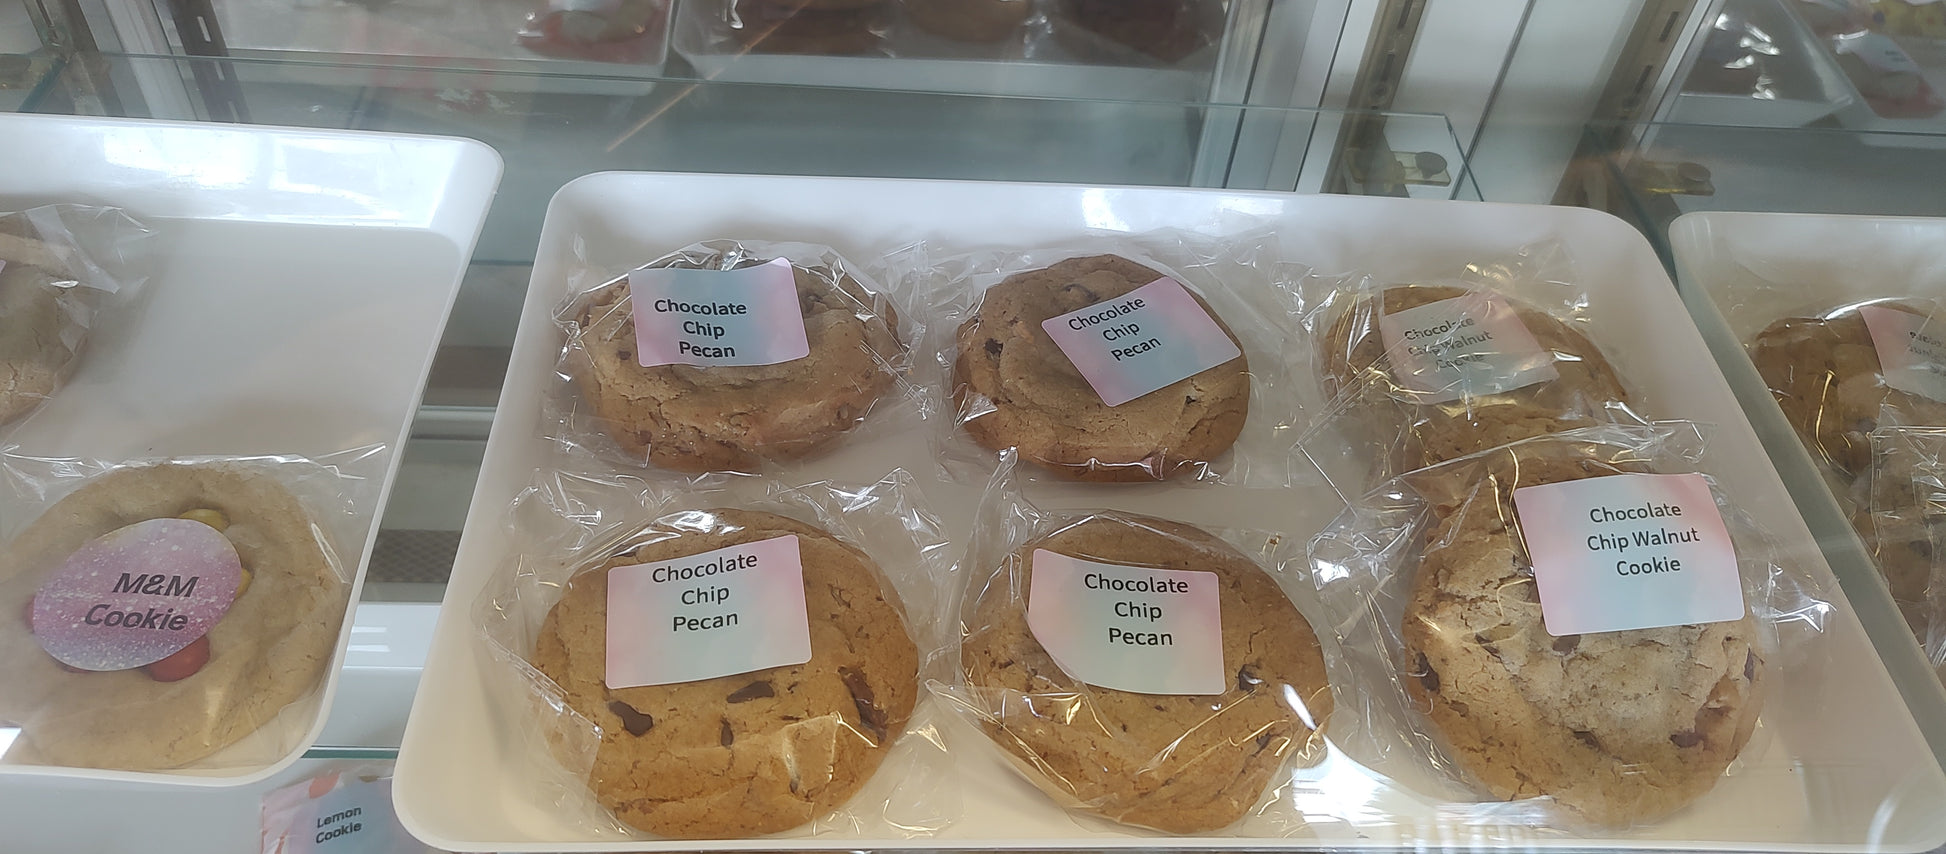 Chocolate
Chip
Pecan
Chocolate
Chip
Pecan
Chocolate
Chip Walnut
Cookie
M&M
Cookie
Chocolate
Chip
Pecan
Chocolate
Chip
Pecan
Chocolate
Chip Walnut
Cookie
Lemon
Cookie